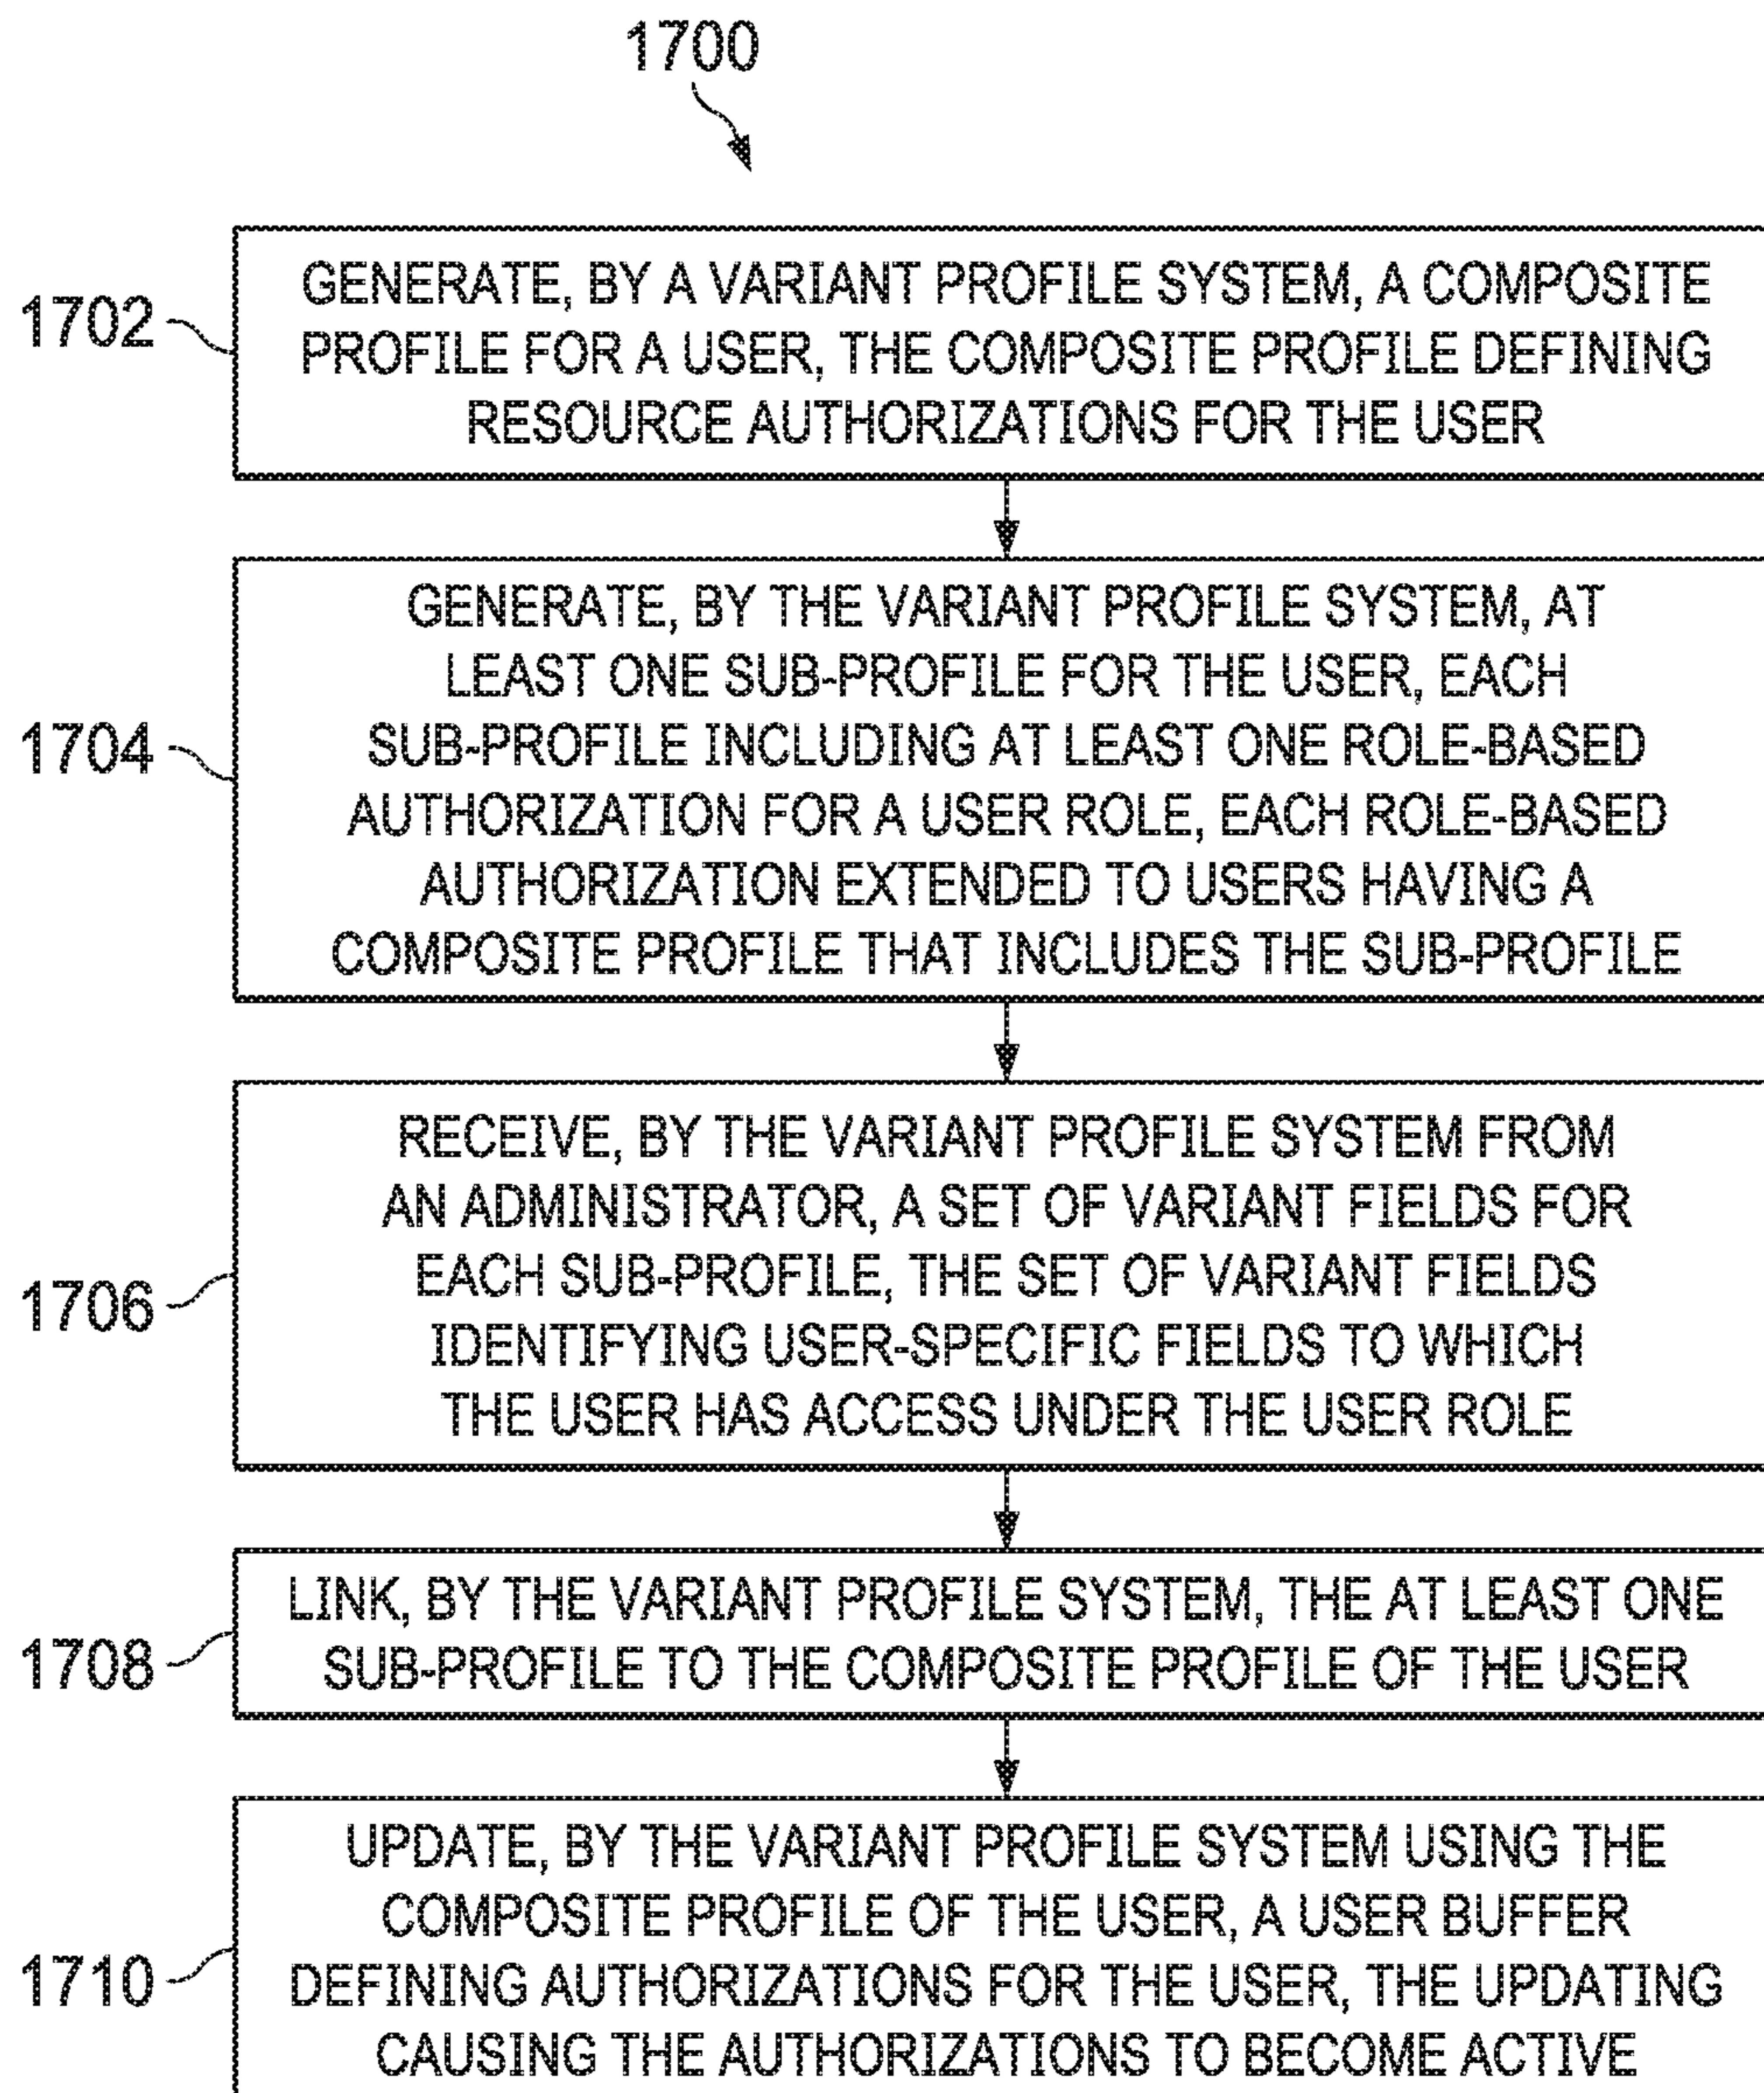 1700
1702
GENERATE, BY A VARIANT PROFILE SYSTEM, A COMPOSITE
PROFILE FOR A USER, THE COMPOSITE PROFILE DEFINING
RESOURCE AUTHORIZATIONS FOR THE USER
1704
GENERATE, BY THE VARIANT PROFILE SYSTEM, AT
LEAST ONE SUB-PROFILE FOR THE USER, EACH
SUB-PROFILE INCLUDING AT LEAST ONE ROLE-BASED
AUTHORIZATION FOR A USER ROLE, EACH ROLE-BASED
AUTHORIZATION EXTENDED TO USERS HAVING A
COMPOSITE PROFILE THAT INCLUDES THE SUB-PROFILE
1706
RECEIVE, BY THE VARIANT PROFILE SYSTEM FROM
AN ADMINISTRATOR, A SET OF VARIANT FIELDS FOR
EACH SUB-PROFILE, THE SET OF VARIANT FIELDS
IDENTIFYING USER-SPECIFIC FIELDS TO WHICH
THE USER HAS ACCESS UNDER THE USER ROLE
1708
LINK, BY THE VARIANT PROFILE SYSTEM, THE AT LEAST ONE
SUB-PROFILE TO THE COMPOSITE PROFILE OF THE USER
1710
UPDATE, BY THE VARIANT PROFILE SYSTEM USING THE
COMPOSITE PROFILE OF THE USER, A USER BUFFER
DEFINING AUTHORIZATIONS FOR THE USER, THE UPDATING
CAUSING THE AUTHORIZATIONS TO BECOME ACTIVE